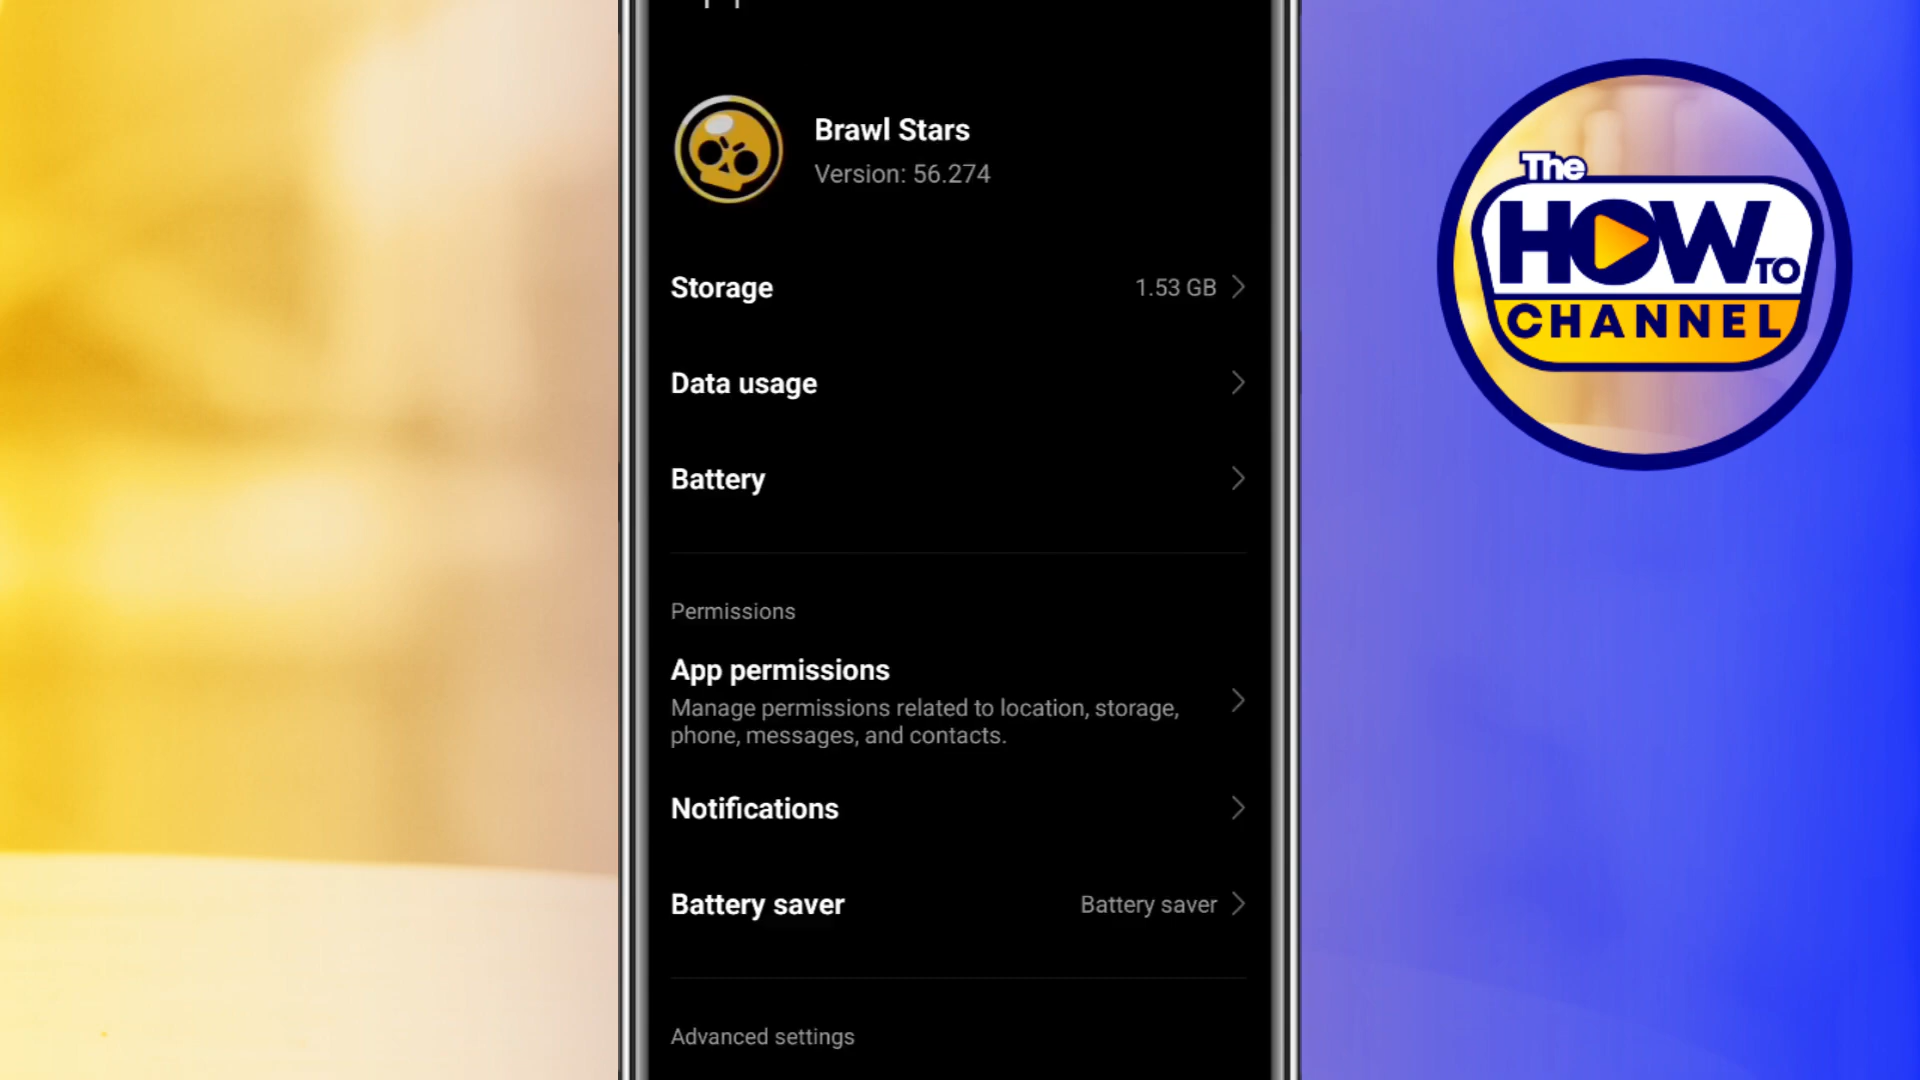 Brawl Stars
Version: 56.274
Storage
1.53 GB
Data usage
Battery
Permissions
App permissions
Manage permissions related to location, storage,
phone, messages, and contacts.
Notifications
Battery saver
Battery saver
Advanced settings
The
HOW TO
CHANNEL